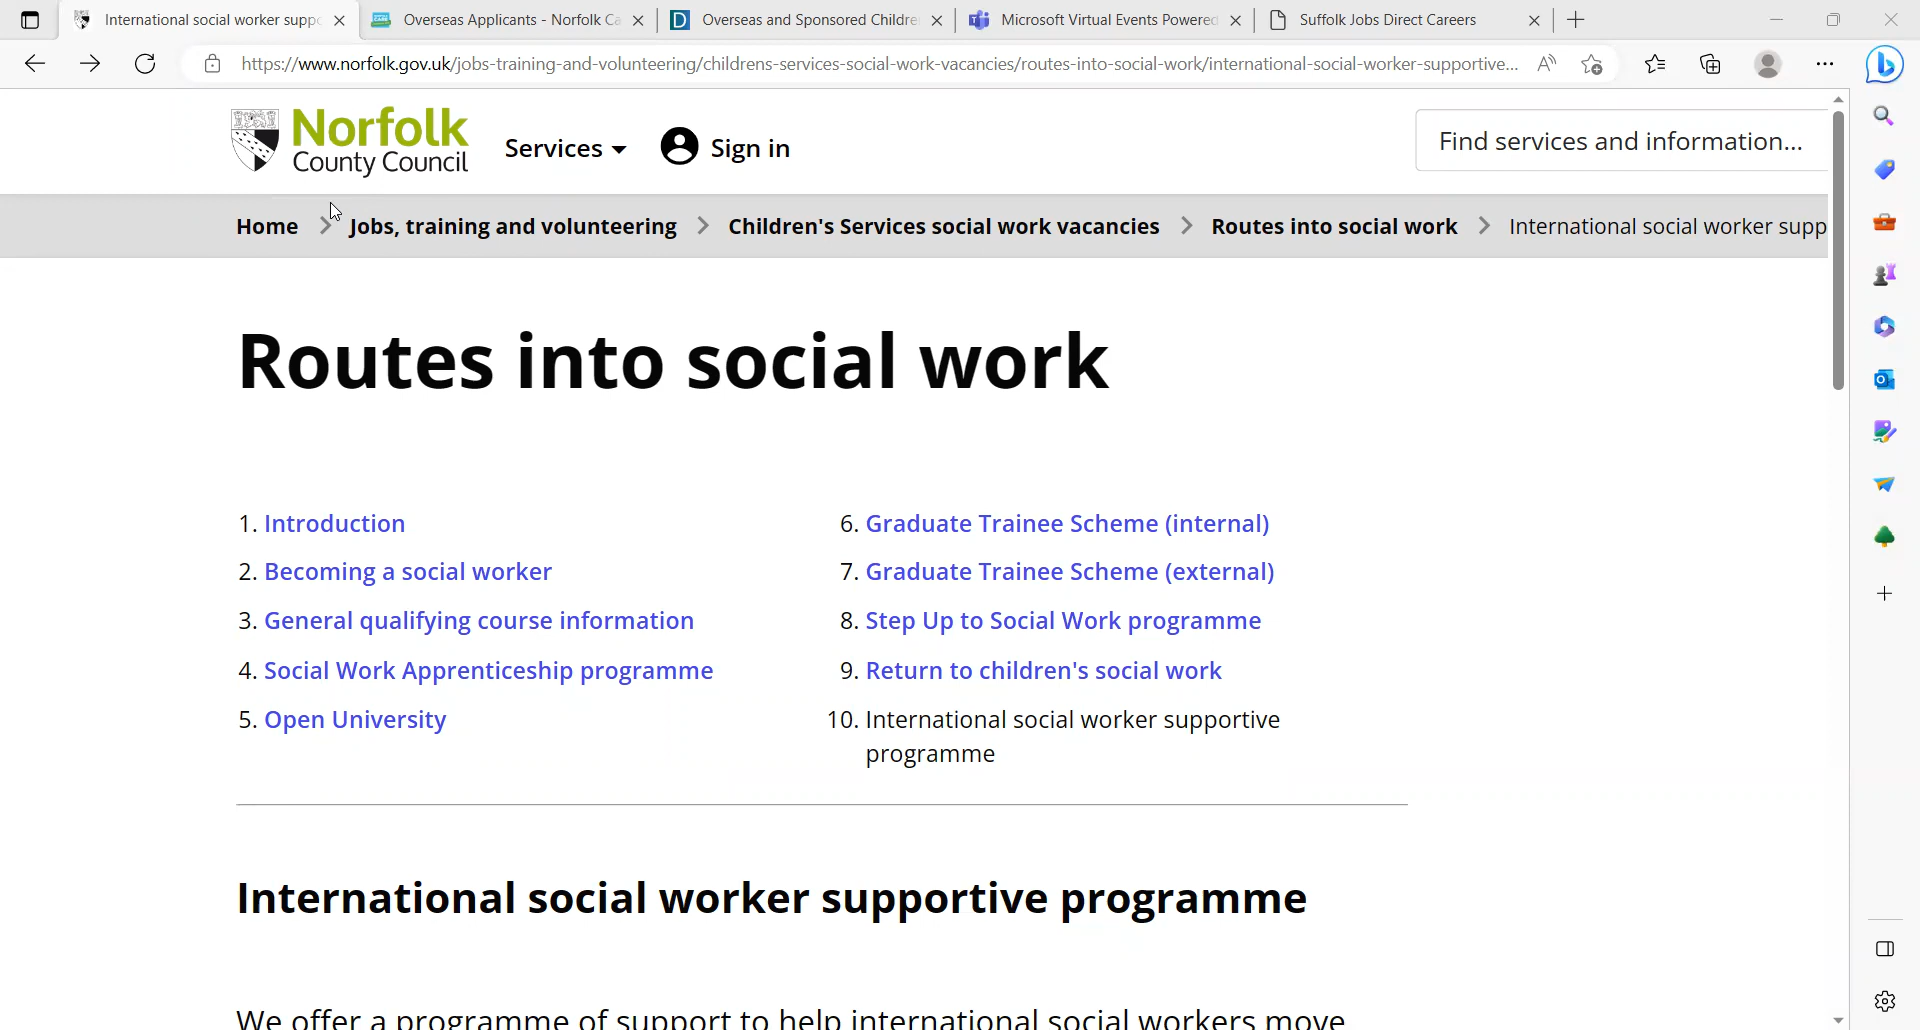 International social worker suppo
Overseas Applicants - Norfolk Ca
Overseas and Sponsored Childre
Microsoft Virtual Events Powered
Suffolk Jobs Direct Careers
https://www.norfolk.gov.uk/jobs-training-and-volunteering/childrens-services-social-work-vacancies/routes-into-social-work/international-social-worker-supportive...
Norfolk
County Council
Services
Sign in
Find services and information...
Home
Jobs, training and volunteering
Children's Services social work vacancies
Routes into social work
International social worker supp
Routes into social work
1. Introduction
2. Becoming a social worker
3. General qualifying course information
4. Social Work Apprenticeship programme
5. Open University
6. Graduate Trainee Scheme (internal)
7. Graduate Trainee Scheme (external)
8. Step Up to Social Work programme
9. Return to children's social work
10. International social worker supportive
programme
International social worker supportive programme
We offer a programme of support to help international social workers move